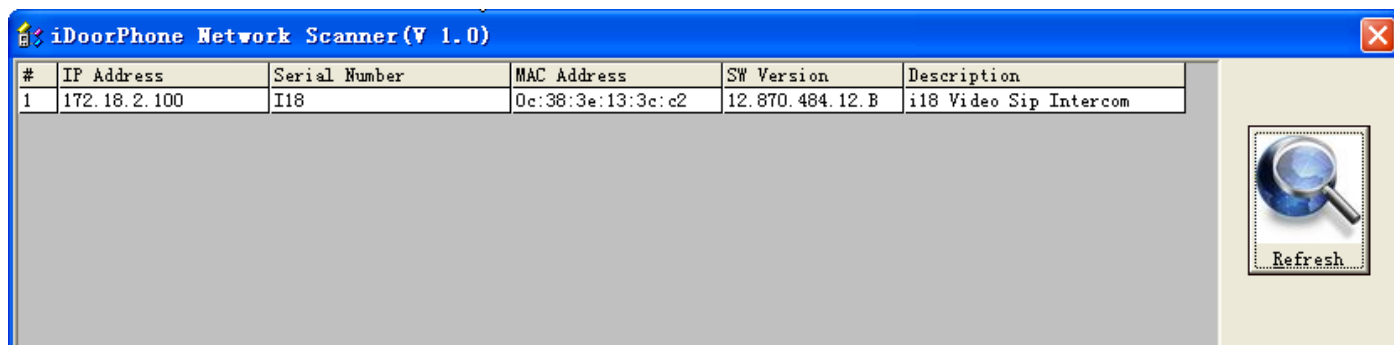 iDoorPhone Network Scanner(V 1.0)
# IP Address Serial Number MAC Address SW Version Description
1 172.18.2.100 I18 0c:38:3e:13:3c:c2 12.870.484.12.B i18 Video Sip Intercom
Refresh